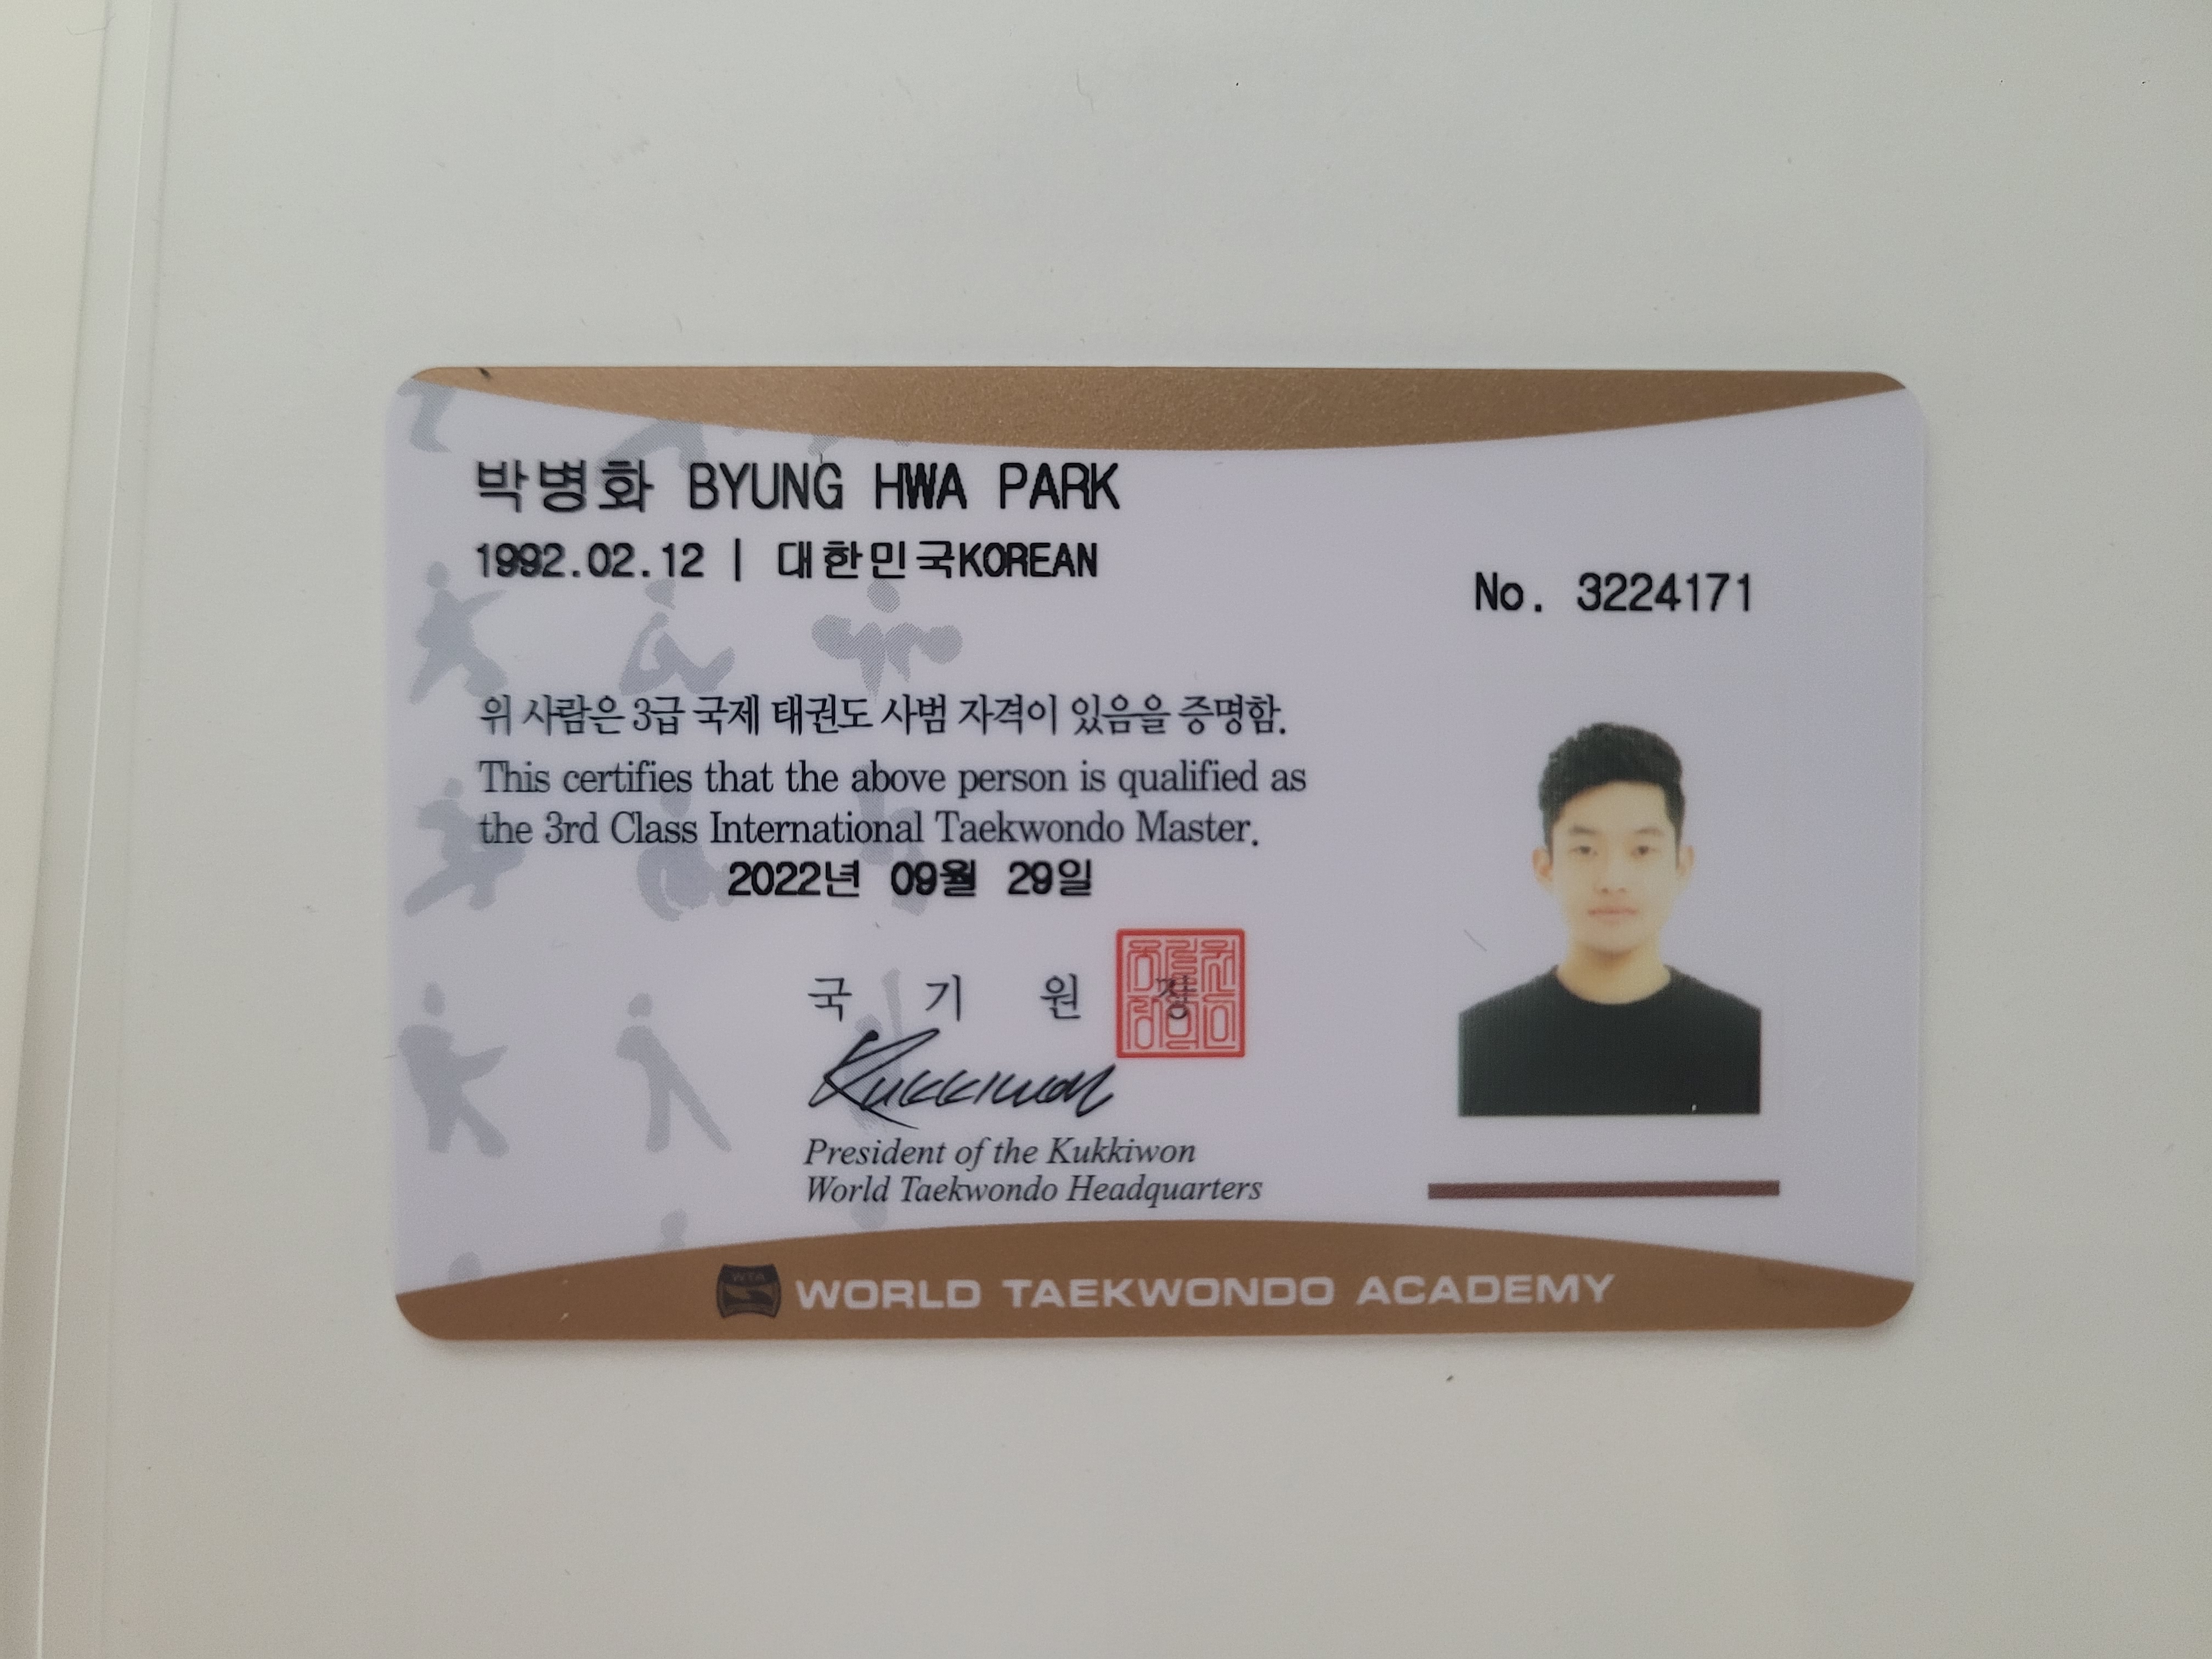 박병화 BYUNG HWA PARK
1992.02.12 | 대한민국KOREAN
No. 3224171
위 사람은 3급 국제 태권도 사범 자격이 있음을 증명함.
This certifies that the above person is qualified as
the 3rd Class International Taekwondo Master.
2022년 09월 29일
국 기 원 장
Kukkiwon
President of the Kukkiwon
World Taekwondo Headquarters
WTA
WORLD TAEKWONDO ACADEMY